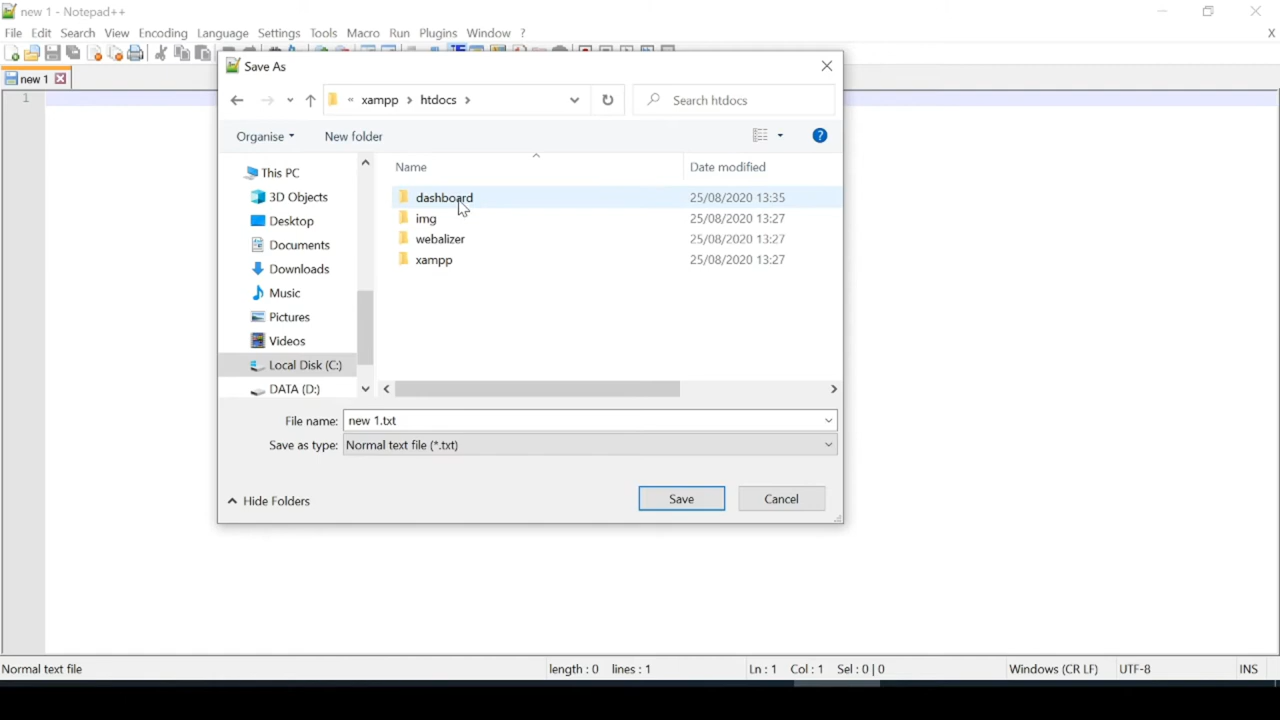 new 1 - Notepad++
File Edit Search View Encoding Language Settings Tools Macro Run Plugins Window ? X
new 1
1
Save As
« xampp > htdocs >
Search htdocs
Organise New folder
This PC
3D Objects
Desktop
Documents
Downloads
Music
Pictures
Videos
Local Disk (C:)
DATA (D:)
Name Date modified
dashboard 25/08/2020 13:35
img 25/08/2020 13:27
webalizer 25/08/2020 13:27
xampp 25/08/2020 13:27
File name: new 1.txt
Save as type: Normal text file (*.txt)
Hide Folders Save Cancel
Normal text file length : 0 lines : 1 Ln : 1 Col : 1 Sel : 0 | 0 Windows (CR LF) UTF-8 INS